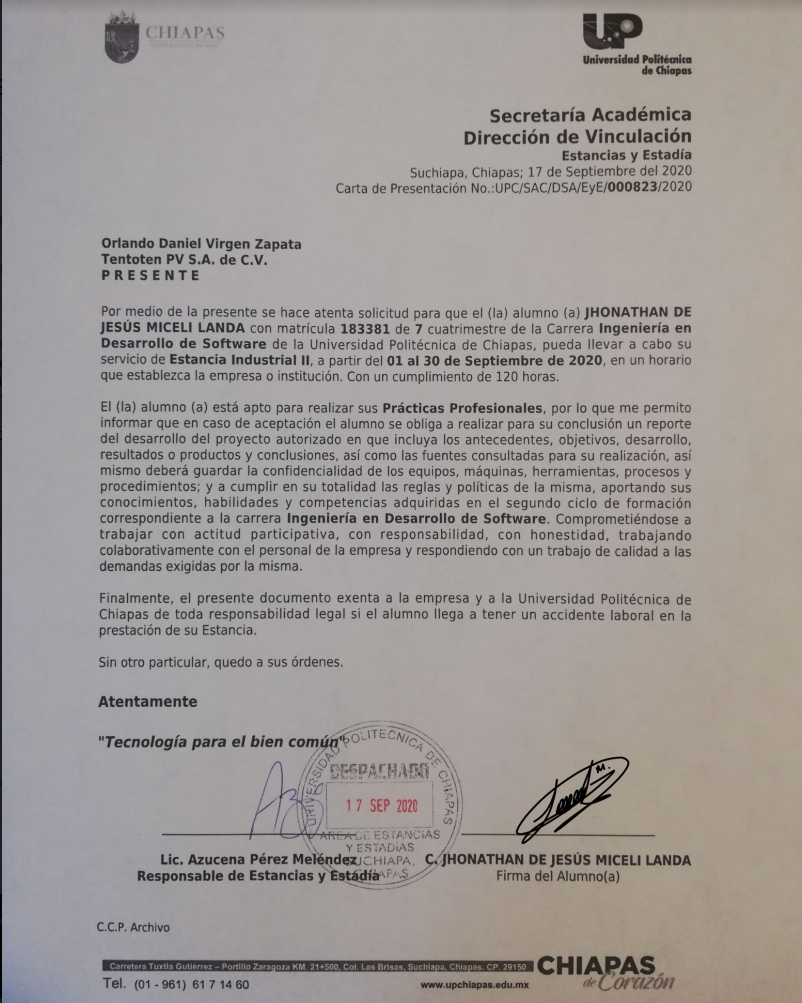 CHIAPAS
UP
Universidad Politécnica
de Chiapas
Secretaría Académica
Dirección de Vinculación
Estancias y Estadía
Suchiapa, Chiapas; 17 de Septiembre del 2020
Carta de Presentación No.:UPC/SAC/DSA/EyE/000823/2020
Orlando Daniel Virgen Zapata
Tentoten PV S.A. de C.V.
P R E S E N T E
Por medio de la presente se hace atenta solicitud para que el (la) alumno (a) JHONATHAN DE
JESÚS MICELI LANDA con matrícula 183381 de 7 cuatrimestre de la Carrera Ingeniería en
Desarrollo de Software de la Universidad Politécnica de Chiapas, pueda llevar a cabo su
servicio de Estancia Industrial II, a partir del 01 al 30 de Septiembre de 2020, en un horario
que establezca la empresa o institución. Con un cumplimiento de 120 horas.
El (la) alumno (a) está apto para realizar sus Prácticas Profesionales, por lo que me permito
informar que en caso de aceptación el alumno se obliga a realizar para su conclusión un reporte
del desarrollo del proyecto autorizado en que incluya los antecedentes, objetivos, desarrollo,
resultados o productos y conclusiones, así como las fuentes consultadas para su realización, así
mismo deberá guardar la confidencialidad de los equipos, máquinas, herramientas, procesos y
procedimientos; y a cumplir en su totalidad las reglas y políticas de la misma, aportando sus
conocimientos, habilidades y competencias adquiridas en el segundo ciclo de formación
correspondiente a la carrera Ingeniería en Desarrollo de Software. Comprometiéndose a
trabajar con actitud participativa, con responsabilidad, con honestidad, trabajando
colaborativamente con el personal de la empresa y respondiendo con un trabajo de calidad a las
demandas exigidas por la misma.
Finalmente, el presente documento exenta a la empresa y a la Universidad Politécnica de
Chiapas de toda responsabilidad legal si el alumno llega a tener un accidente laboral en la
prestación de su Estancia.
Sin otro particular, quedo a sus órdenes.
Atentamente
"Tecnología para el bien común"
UNIVERSIDAD POLITECNICA DE CHIAPAS
DESPACHADO
17 SEP 2020
AREA DE ESTANCIAS
Y ESTADÍAS
SUCHIAPA,
CHIAPAS
Lic. Azucena Pérez Meléndez
Responsable de Estancias y Estadía
C. JHONATHAN DE JESÚS MICELI LANDA
Firma del Alumno(a)
C.C.P. Archivo
Carretera Tuxtla Gutiérrez – Portillo Zaragoza KM. 21+500, Col. Las Brisas, Suchiapa, Chiapas. CP. 29150
Tel. (01 - 961) 61 7 14 60
www.upchiapas.edu.mx
CHIAPAS
de Corazón